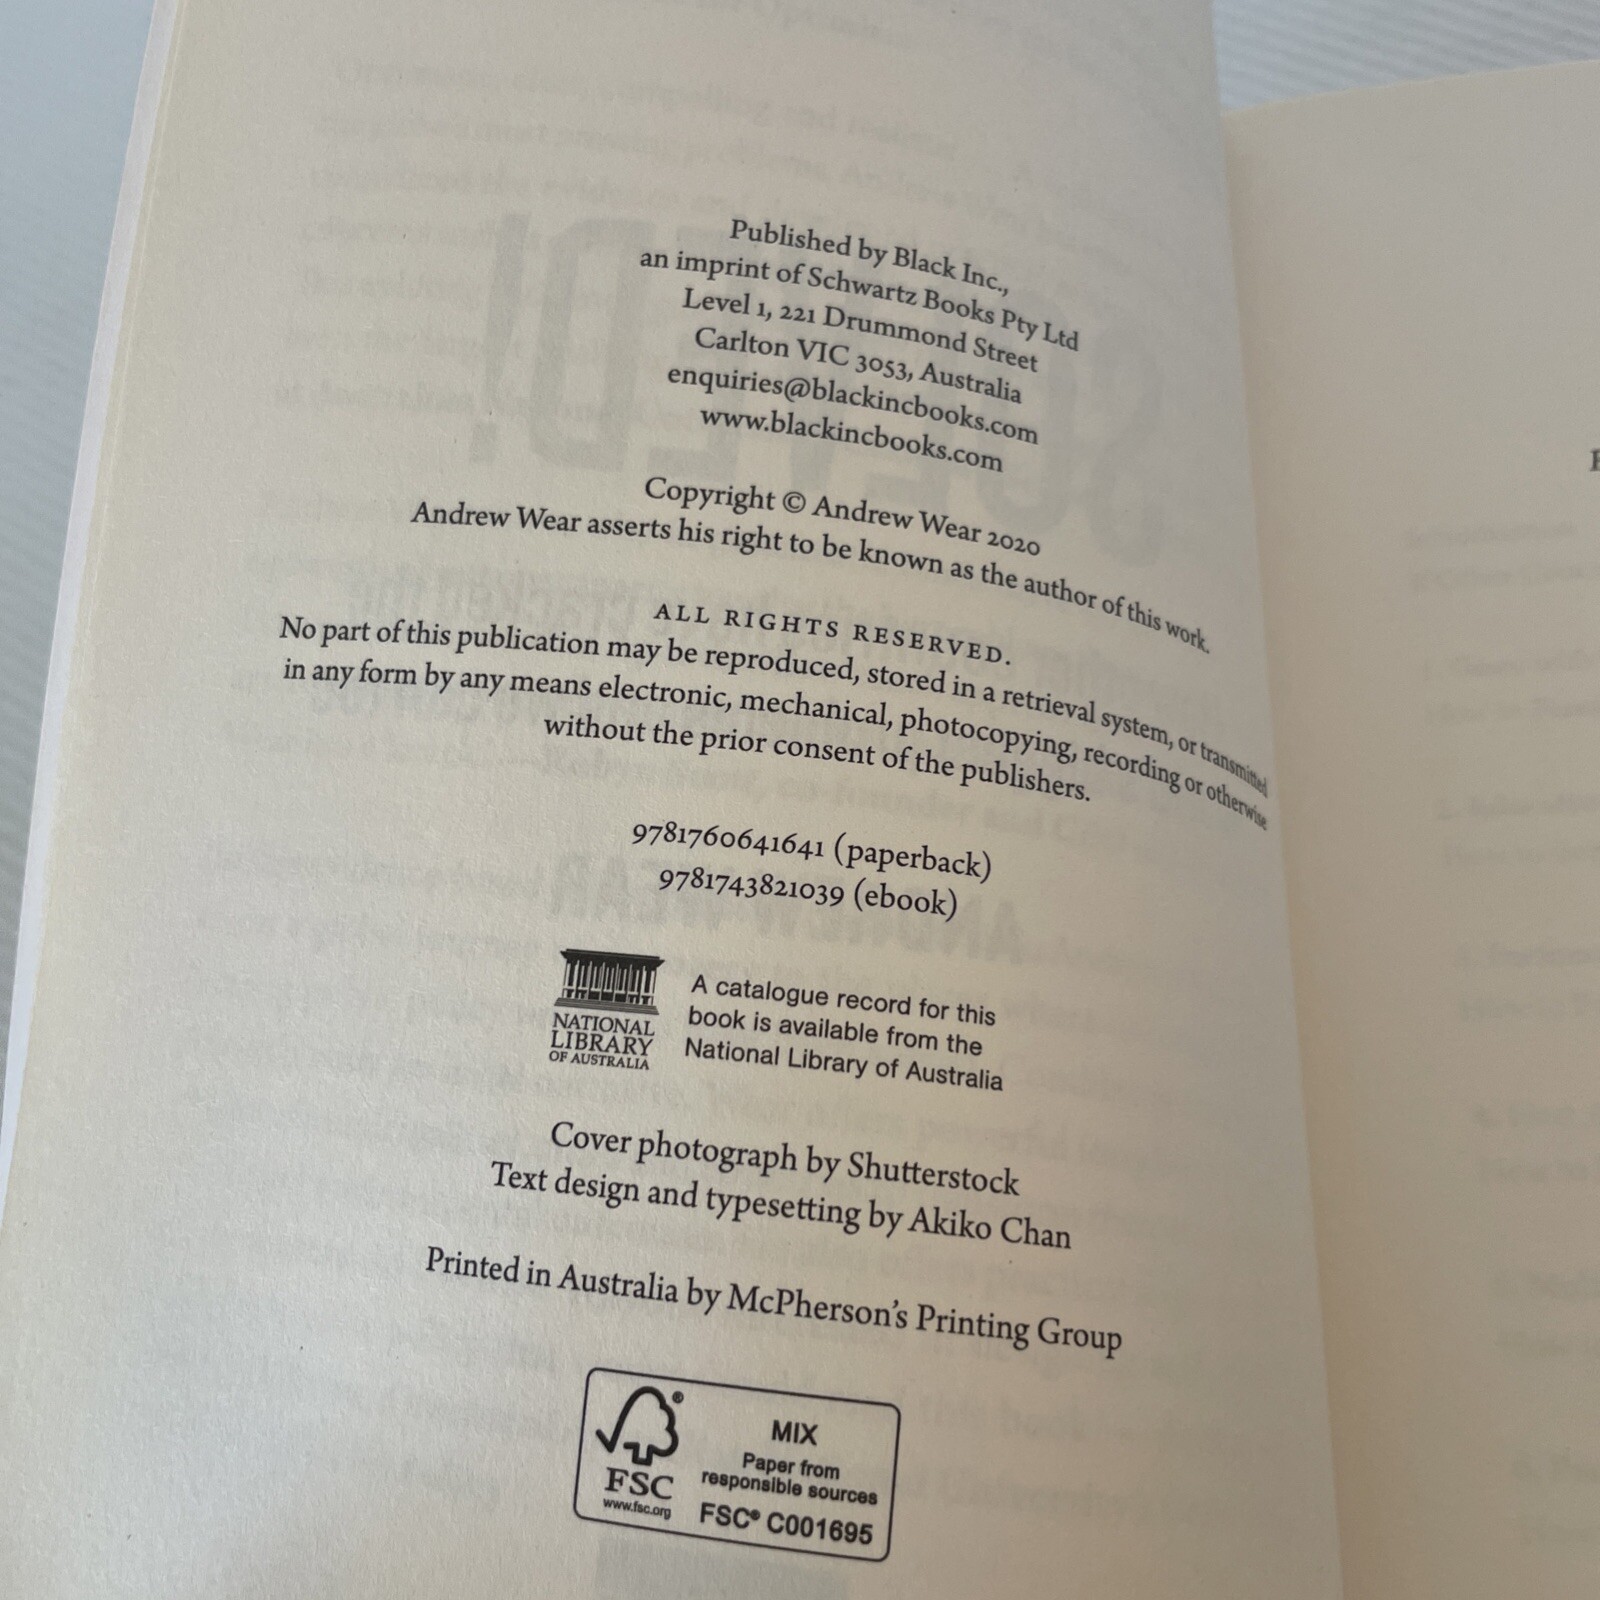 Published by Black Inc.,
an imprint of Schwartz Books Pty Ltd
Level 1, 221 Drummond Street
Carlton VIC 3053, Australia
enquiries@blackincbooks.com
www.blackincbooks.com
Copyright © Andrew Wear 2020
Andrew Wear asserts his right to be known as the author of this work.
ALL RIGHTS RESERVED.
No part of this publication may be reproduced, stored in a retrieval system, or transmitted
in any form by any means electronic, mechanical, photocopying, recording or otherwise
without the prior consent of the publishers.
9781760641641 (paperback)
9781743821039 (ebook)
NATIONAL
LIBRARY
OF AUSTRALIA
A catalogue record for this
book is available from the
National Library of Australia
Cover photograph by Shutterstock
Text design and typesetting by Akiko Chan
Printed in Australia by McPherson's Printing Group
®
FSC
www.fsc.org
MIX
Paper from
responsible sources
FSC® C001695